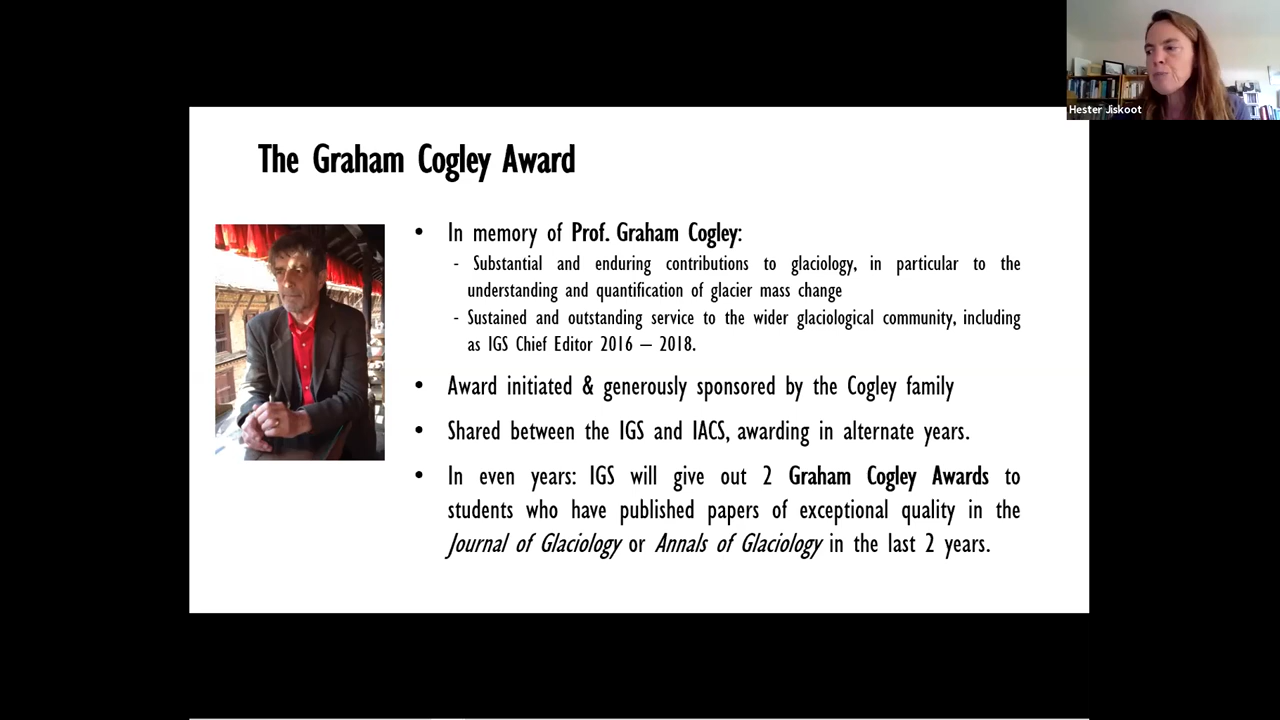 Hester Jiskoot
The Graham Cogley Award
• In memory of Prof. Graham Cogley:
- Substantial and enduring contributions to glaciology, in particular to the
understanding and quantification of glacier mass change
- Sustained and outstanding service to the wider glaciological community, including
as IGS Chief Editor 2016 – 2018.
• Award initiated & generously sponsored by the Cogley family
• Shared between the IGS and IACS, awarding in alternate years.
• In even years: IGS will give out 2 Graham Cogley Awards to
students who have published papers of exceptional quality in the
Journal of Glaciology or Annals of Glaciology in the last 2 years.